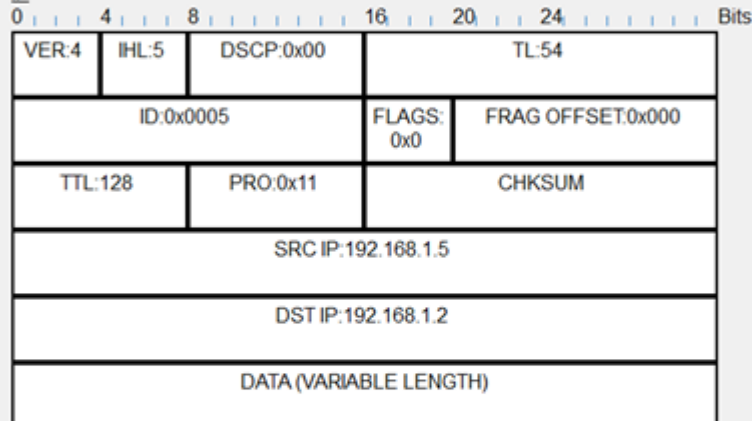 0 4 8 16 20 24 Bits
VER:4 IHL:5 DSCP:0x00 TL:54
ID:0x0005 FLAGS: FRAG OFFSET:0x000
0x0
TTL:128 PRO:0x11 CHKSUM
SRC IP:192.168.1.5
DST IP:192.168.1.2
DATA (VARIABLE LENGTH)